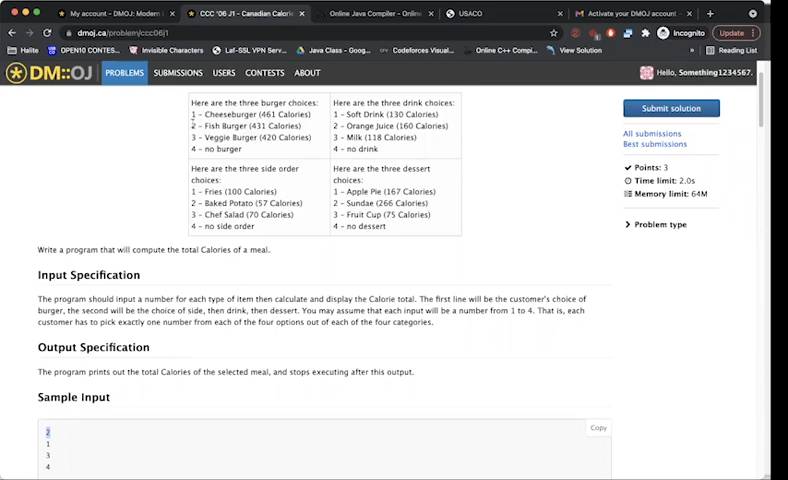 My account - DMOJ: Modern
CCC '06 J1 - Canadian Calorie
Online Java Compiler - Online
USACO
Activate your DMOJ account -
dmoj.ca/problem/ccc06j1
Incognito
Update
Halite
OPEN10 CONTES...
Invisible Characters
Laf-SSL VPN Serv...
Java Class - Goog...
Codeforces Visual...
Online C++ Compi...
View Solution
»
Reading List
DM::OJ
PROBLEMS
SUBMISSIONS
USERS
CONTESTS
ABOUT
Hello, Something1234567.
Here are the three burger choices:
1 – Cheeseburger (461 Calories)
2 – Fish Burger (431 Calories)
3 – Veggie Burger (420 Calories)
4 – no burger
Here are the three drink choices:
1 – Soft Drink (130 Calories)
2 – Orange Juice (160 Calories)
3 – Milk (118 Calories)
4 – no drink
Here are the three side order
choices:
1 – Fries (100 Calories)
2 – Baked Potato (57 Calories)
3 – Chef Salad (70 Calories)
4 – no side order
Here are the three dessert
choices:
1 – Apple Pie (167 Calories)
2 – Sundae (266 Calories)
3 – Fruit Cup (75 Calories)
4 – no dessert
Submit solution
All submissions
Best submissions
Points: 3
Time limit: 2.0s
Memory limit: 64M
Problem type
Write a program that will compute the total Calories of a meal.
Input Specification
The program should input a number for each type of item then calculate and display the Calorie total. The first line will be the customer's choice of
burger, the second will be the choice of side, then drink, then dessert. You may assume that each input will be a number from 1 to 4. That is, each
customer has to pick exactly one number from each of the four options out of each of the four categories.
Output Specification
The program prints out the total Calories of the selected meal, and stops executing after this output.
Sample Input
Copy
2
1
3
4